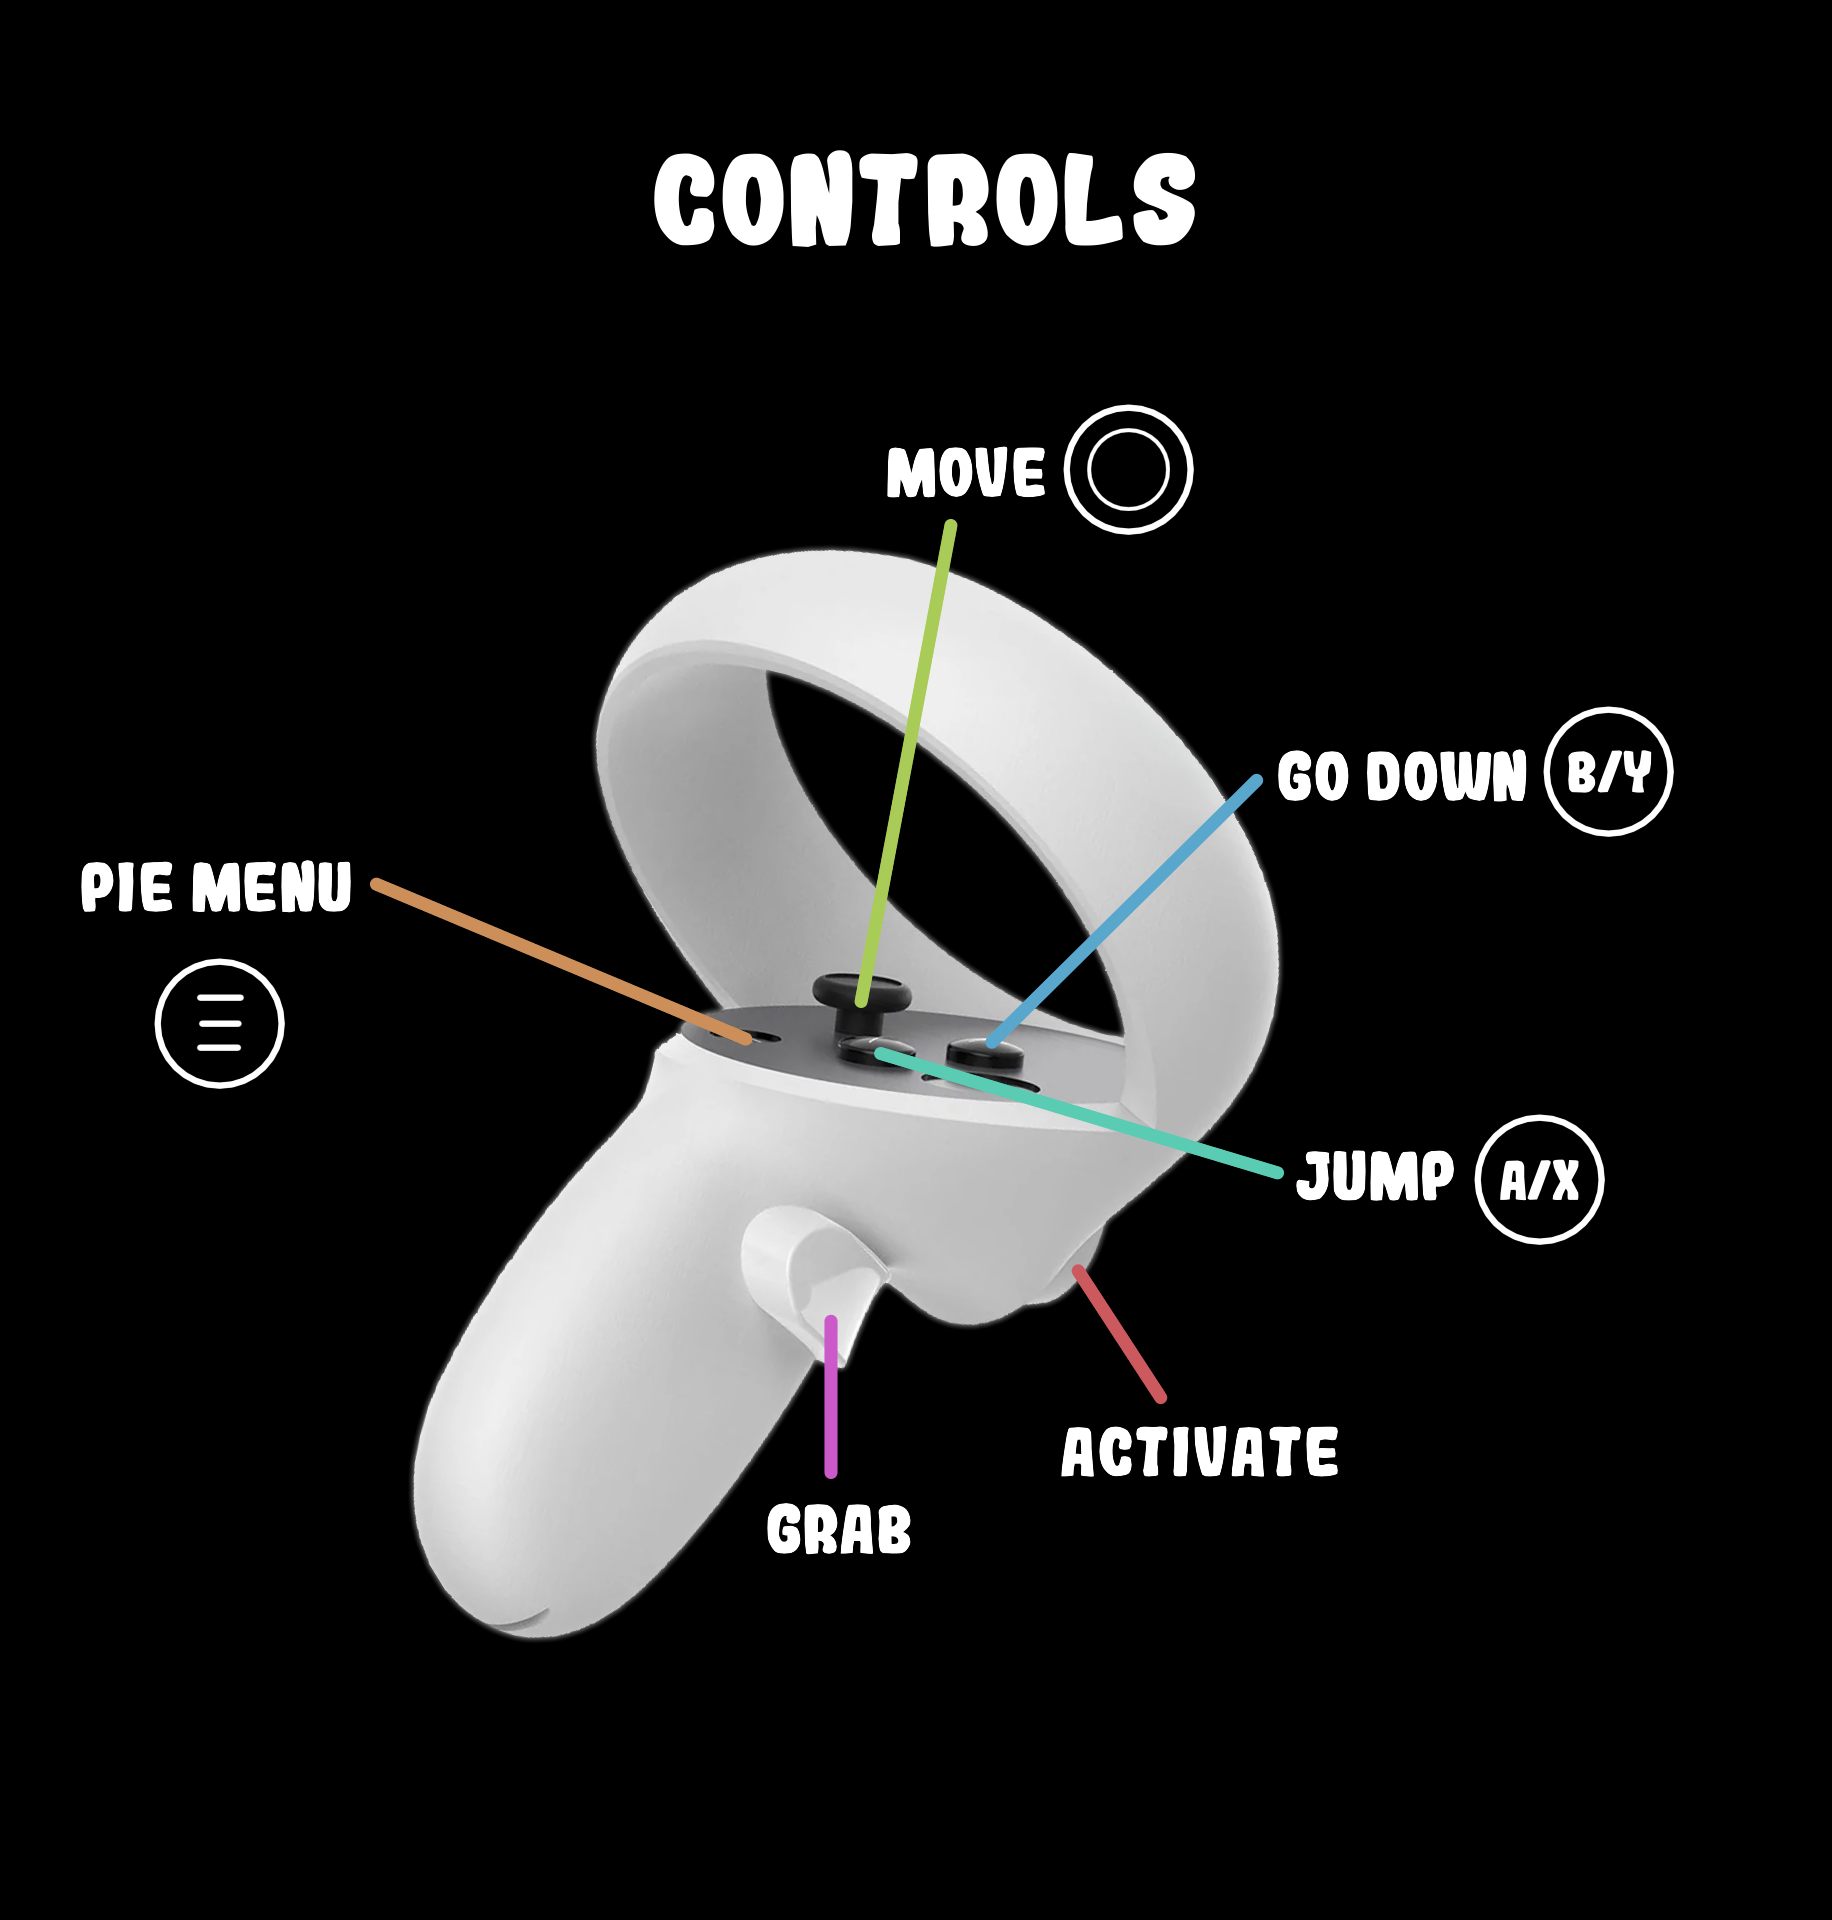 CONTROLS
MOVE
GO DOWN B/Y
PIE MENU
JUMP A/X
ACTIVATE
GRAB